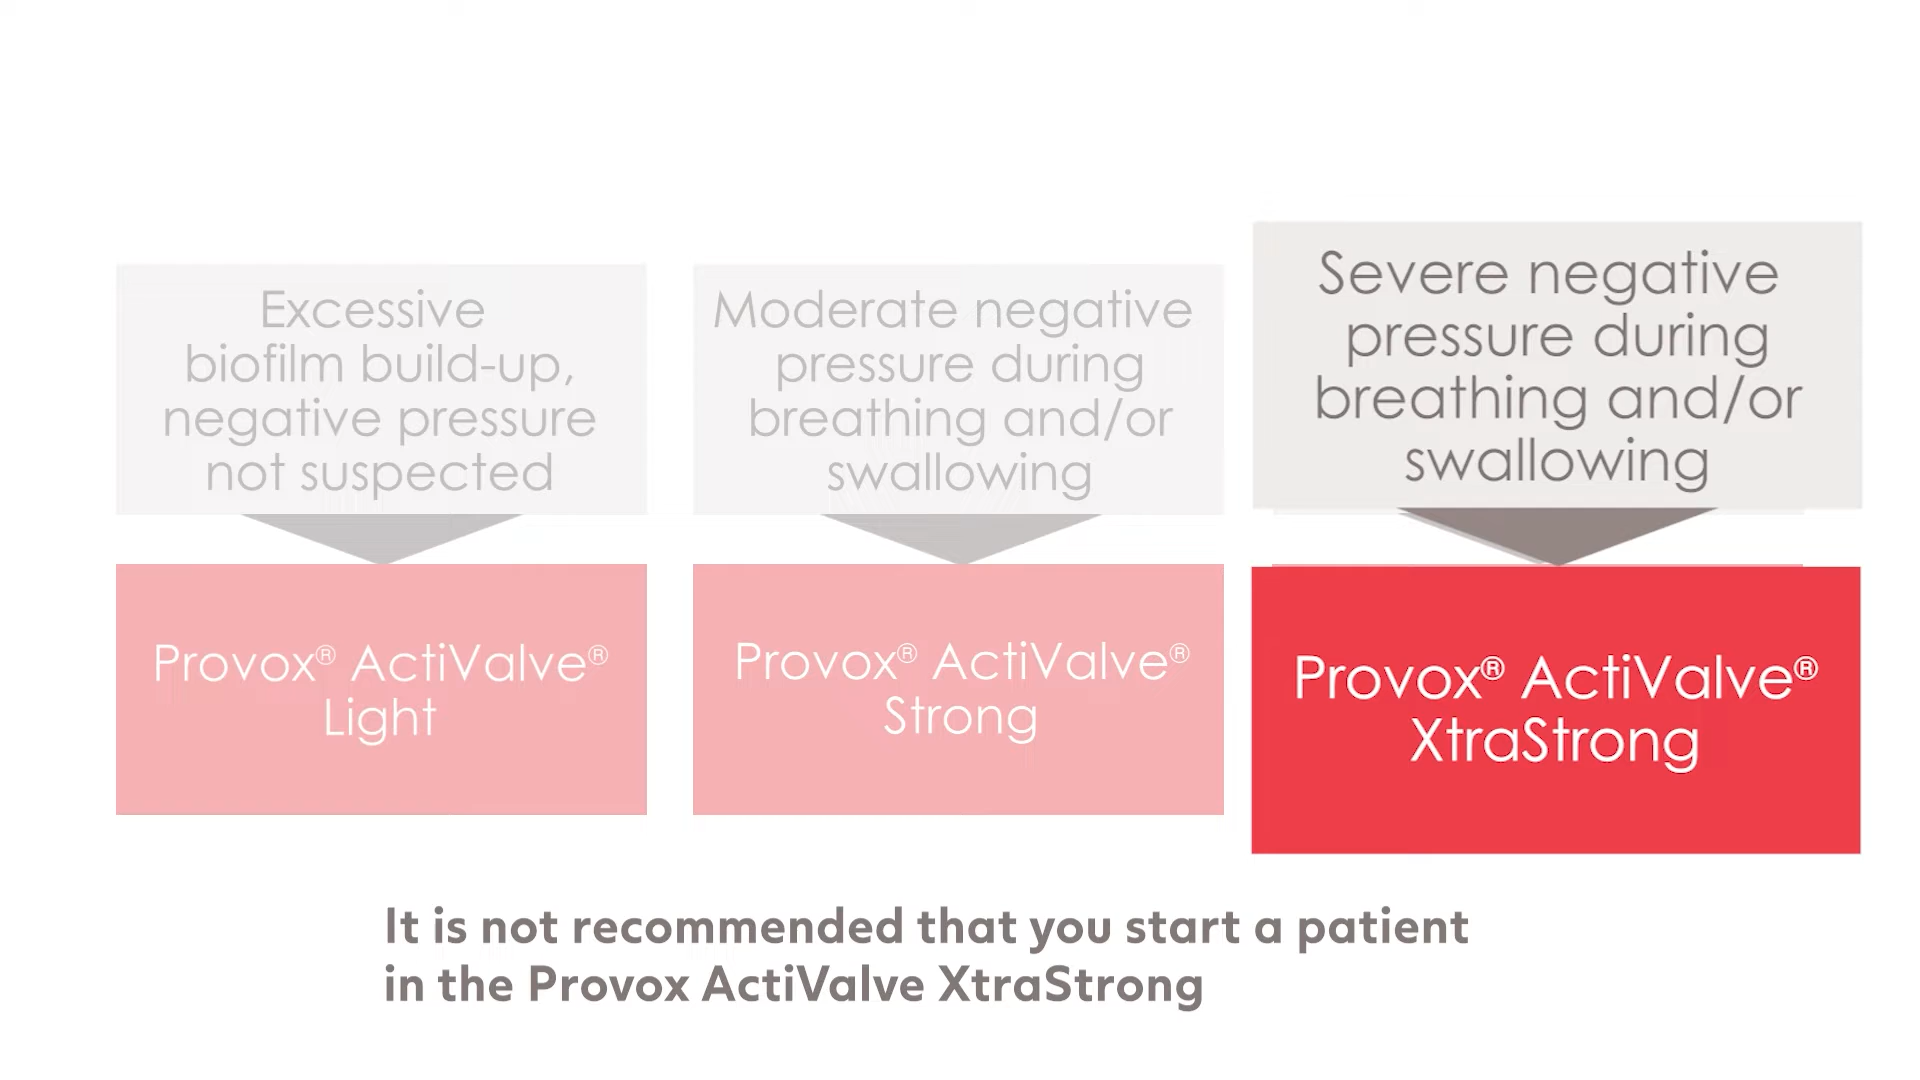 Excessive
biofilm build-up,
negative pressure
not suspected
Provox® ActiValve®
Light
Moderate negative
pressure during
breathing and/or
swallowing
Provox® ActiValve®
Strong
Severe negative
pressure during
breathing and/or
swallowing
Provox® ActiValve®
XtraStrong
It is not recommended that you start a patient
in the Provox ActiValve XtraStrong